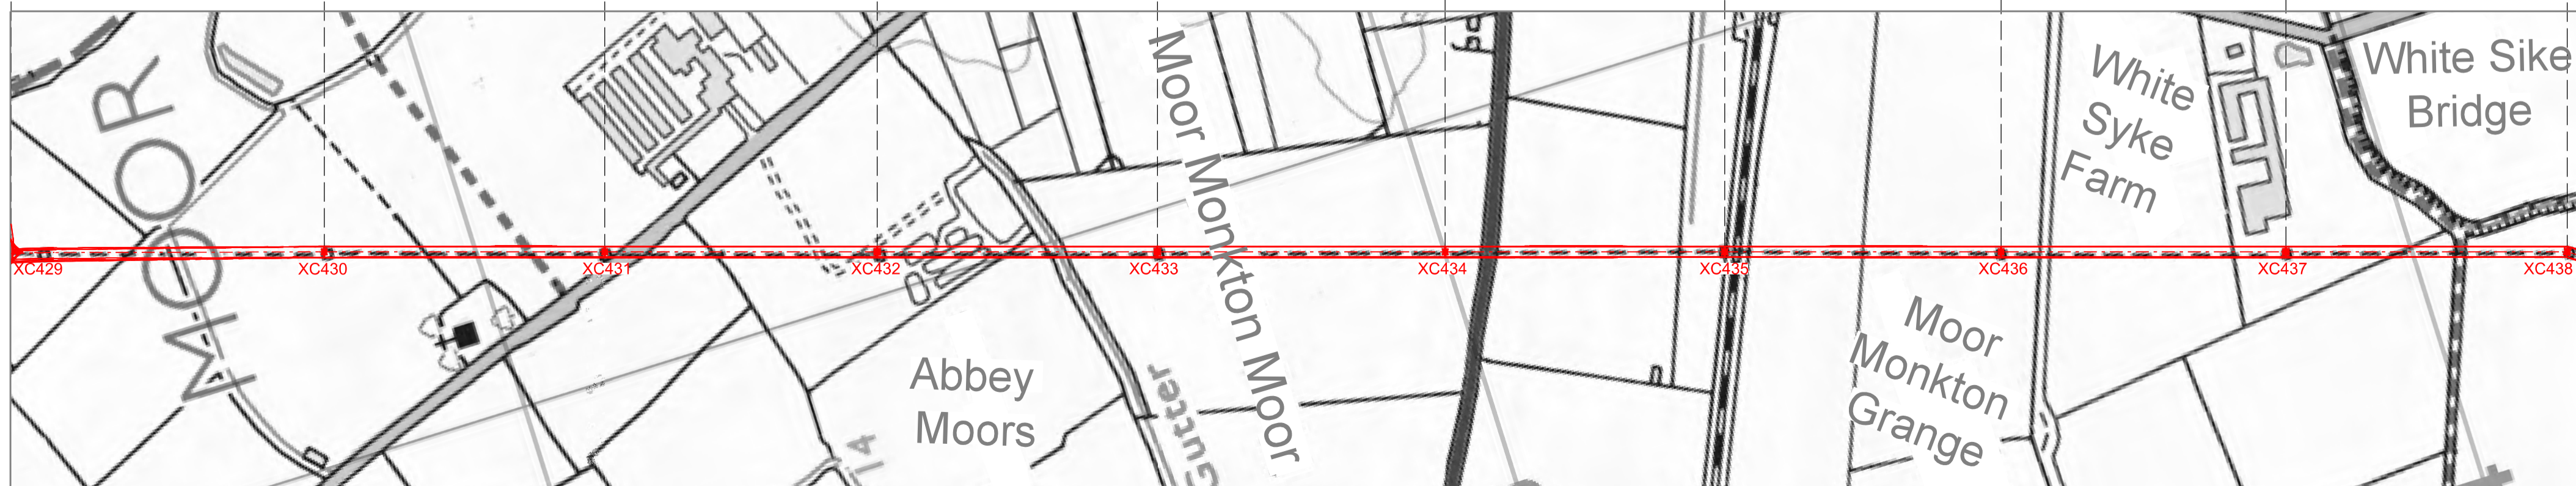 MOOR
Moor Monkton Moor
White
Syke
Farm
White Sike
Bridge
XC429
XC430
XC431
XC432
XC433
XC434
XC435
XC436
XC437
XC438
Abbey
Moors
14
Gutter
Moor
Monkton
Grange